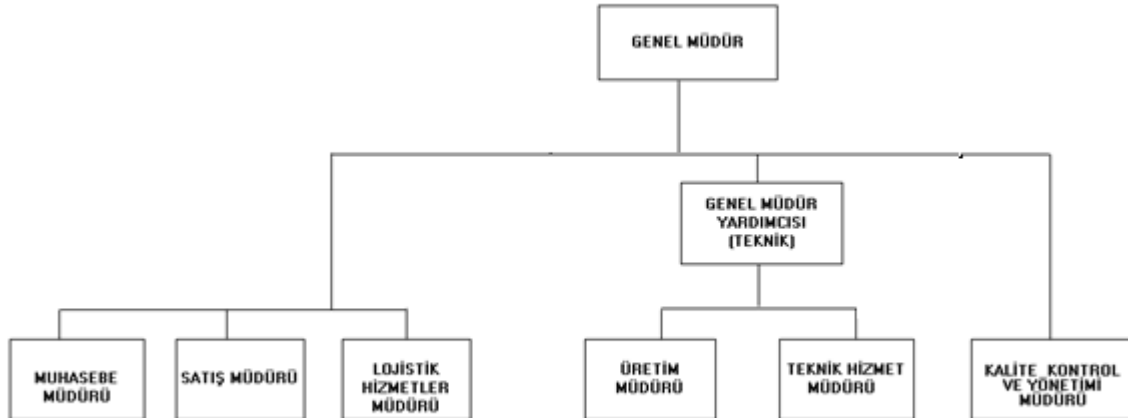 GENEL MÜDÜR
GENEL MÜDÜR
YARDIMCISI
(TEKNİK)
MUHASEBE
MÜDÜRÜ
SATIŞ MÜDÜRÜ
LOJİSTİK
HİZMETLER
MÜDÜRÜ
ÜRETİM
MÜDÜRÜ
TEKNİK HİZMET
MÜDÜRÜ
KALİTE KONTROL
VE YÖNETİMİ
MÜDÜRÜ